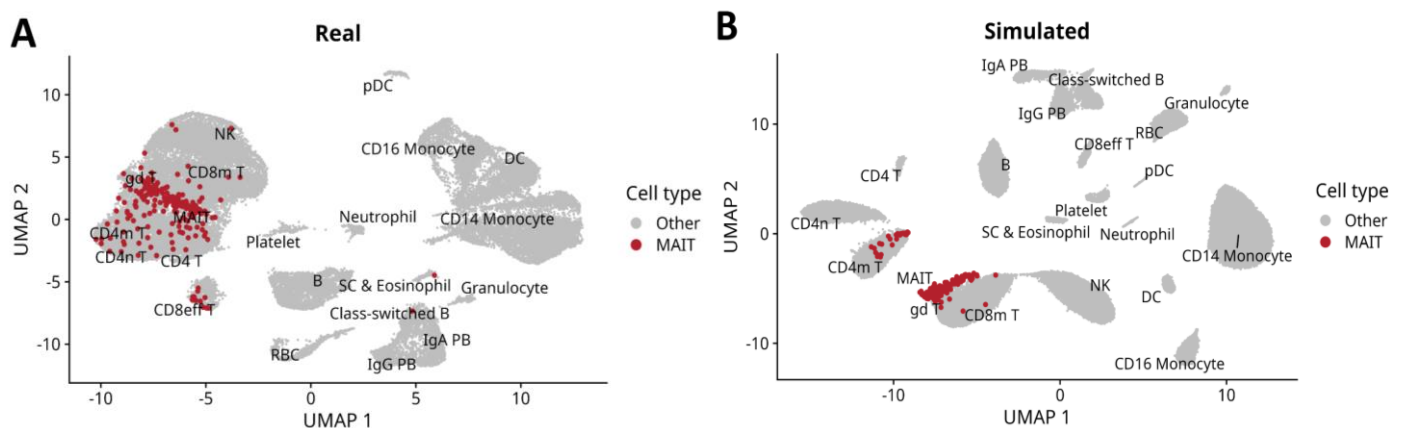 A
Real
UMAP 2
10
5
0
-5
-10
-10
-5
0
5
10
UMAP 1
pDC
NK
CD16 Monocyte
DC
CD8m T
gd T
MAIT
Neutrophil
CD14 Monocyte
CD4m T
Platelet
CD4n T
CD4 T
B
SC & Eosinophil
Granulocyte
CD8eff T
Class-switched B
IgA PB
RBC
IgG PB
Cell type
Other
MAIT
B
Simulated
UMAP 2
10
0
-10
-10
0
10
UMAP 1
IgA PB
Class-switched B
Granulocyte
IgG PB
RBC
CD8eff T
B
pDC
CD4 T
Platelet
CD4n T
SC & Eosinophil
Neutrophil
CD14 Monocyte
CD4m T
MAIT
NK
DC
gd T
CD8m T
CD16 Monocyte
Cell type
Other
MAIT